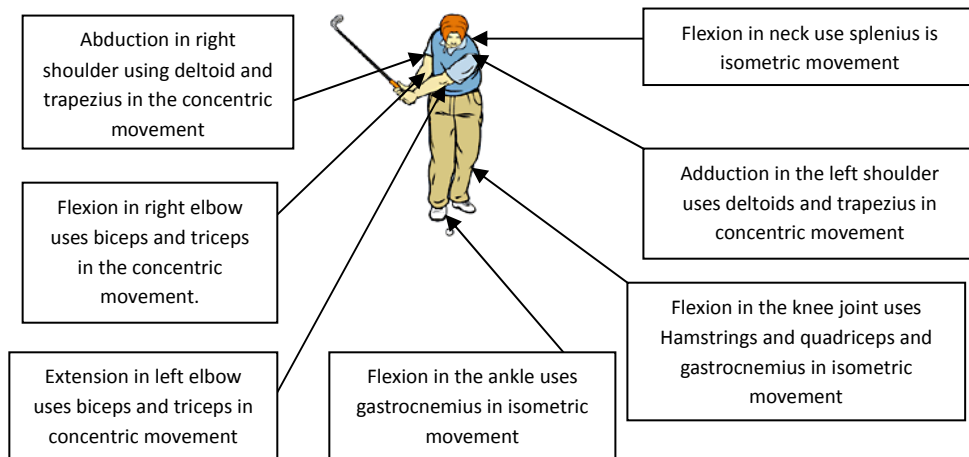 Abduction in right
shoulder using deltoid and
trapezius in the concentric
movement
Flexion in neck use splenius is
isometric movement
Adduction in the left shoulder
uses deltoids and trapezius in
concentric movement
Flexion in right elbow
uses biceps and triceps
in the concentric
movement.
Flexion in the knee joint uses
Hamstrings and quadriceps and
gastrocnemius in isometric
movement
Extension in left elbow
uses biceps and triceps in
concentric movement
Flexion in the ankle uses
gastrocnemius in isometric
movement